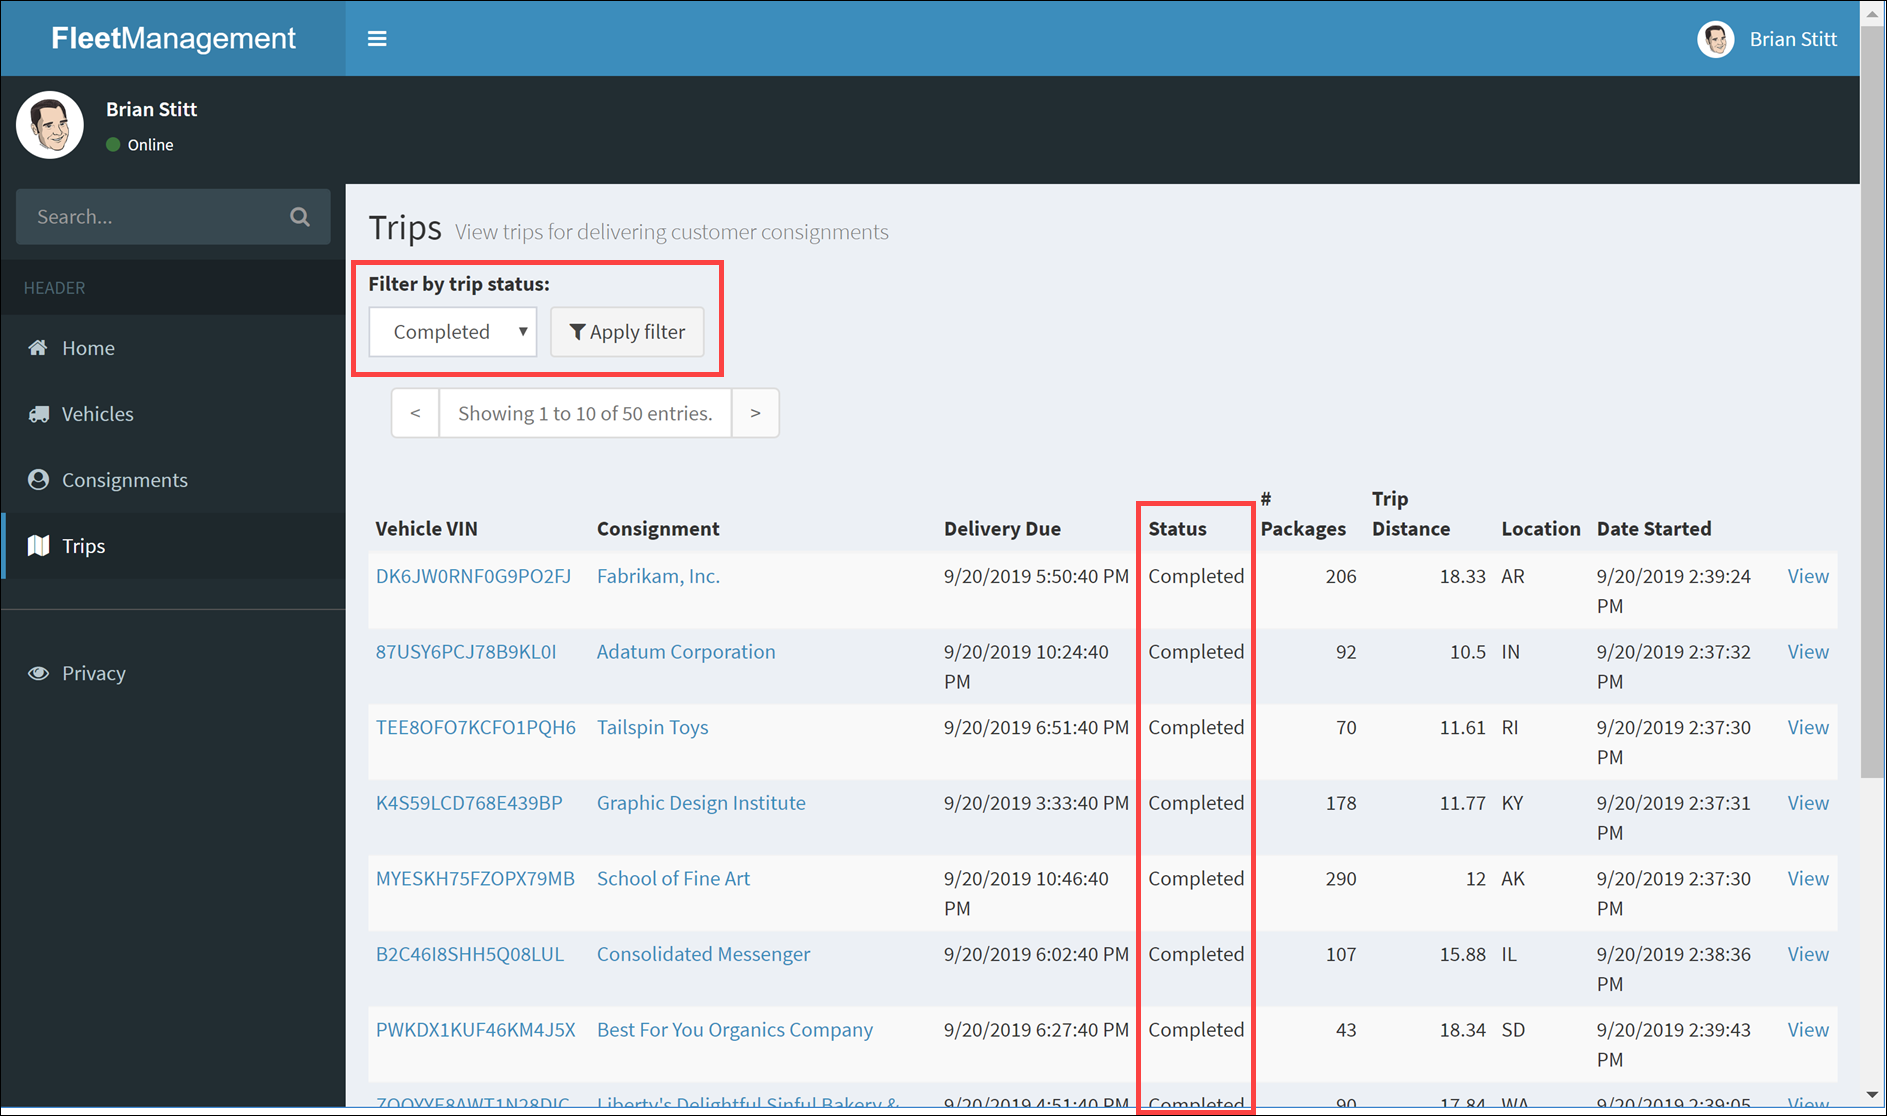 FleetManagement
Brian Stitt
Brian Stitt
Online
Search...
HEADER
Home
Vehicles
Consignments
Trips
Privacy
Trips View trips for delivering customer consignments
Filter by trip status:
Completed Apply filter
< Showing 1 to 10 of 50 entries. >
Vehicle VIN Consignment Delivery Due Status # Packages Trip Distance Location Date Started
DK6JW0RNF0G9PO2FJ Fabrikam, Inc. 9/20/2019 5:50:40 PM Completed 206 18.33 AR 9/20/2019 2:39:24 PM View
87USY6PCJ78B9KL0I Adatum Corporation 9/20/2019 10:24:40 PM Completed 92 10.5 IN 9/20/2019 2:37:32 PM View
TEE8OFO7KCFO1PQH6 Tailspin Toys 9/20/2019 6:51:40 PM Completed 70 11.61 RI 9/20/2019 2:37:30 PM View
K4S59LCD768E439BP Graphic Design Institute 9/20/2019 3:33:40 PM Completed 178 11.77 KY 9/20/2019 2:37:31 PM View
MYESKH75FZOPX79MB School of Fine Art 9/20/2019 10:46:40 PM Completed 290 12 AK 9/20/2019 2:37:30 PM View
B2C46I8SHH5Q08LUL Consolidated Messenger 9/20/2019 6:02:40 PM Completed 107 15.88 IL 9/20/2019 2:38:36 PM View
PWKDX1KUF46KM4J5X Best For You Organics Company 9/20/2019 6:27:40 PM Completed 43 18.34 SD 9/20/2019 2:39:43 PM View
Liberty's Delightful Sinful Bakery & 9/20/2019 4:51:40 PM Completed 90 17.84 WA 9/20/2019 2:39:05 View